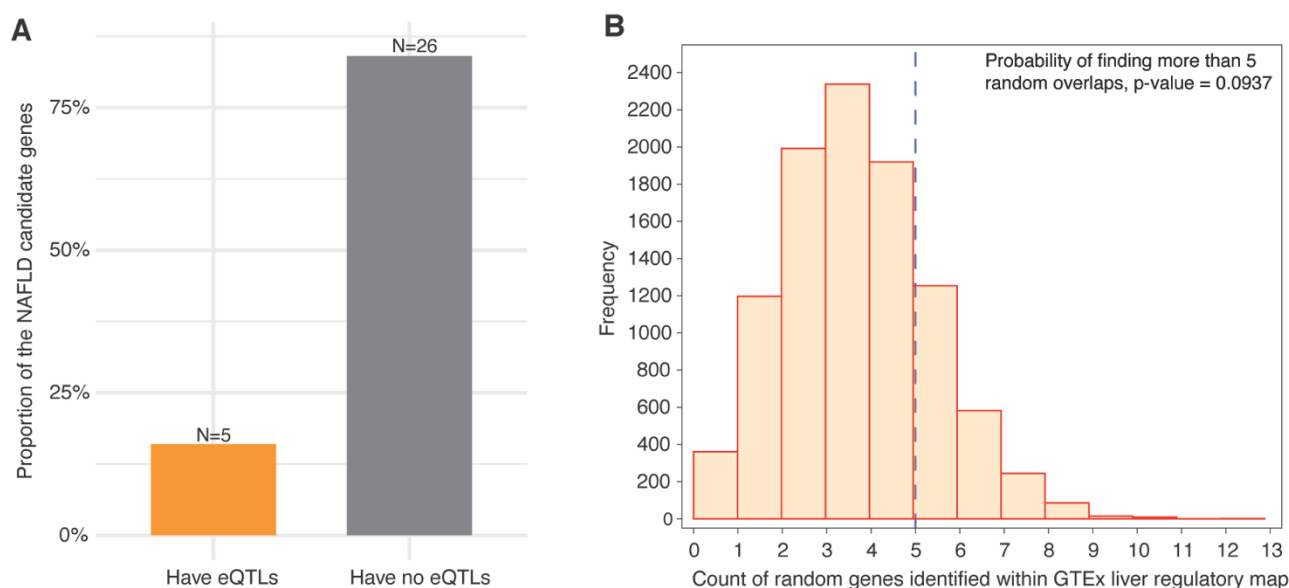 A
Proportion of the NAFLD candidate genes
75%
50%
25%
0%
N=5
N=26
Have eQTLs
Have no eQTLs
B
Probability of finding more than 5
random overlaps, p-value = 0.0937
Frequency
2400
2200
2000
1800
1600
1400
1200
1000
800
600
400
200
0
0 1 2 3 4 5 6 7 8 9 10 11 12 13
Count of random genes identified within GTEx liver regulatory map